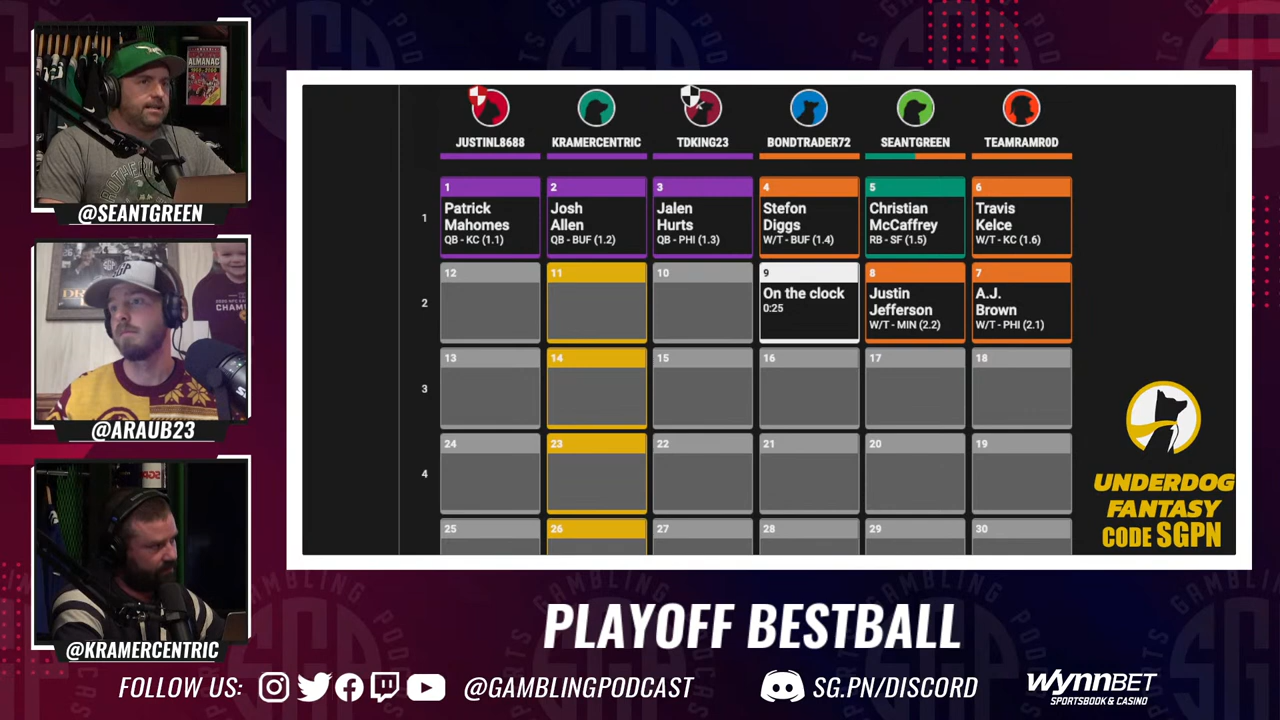 ALMANAC
@SEANTGREEN
SGP
CHAM
@ARAUB23
@KRAMERCENTRIC
JUSTINL8688
KRAMERCENTRIC
TDKING23
BONDTRADER72
SEANTGREEN
TEAMRAMR0D
1
1
Patrick
Mahomes
QB - KC (1.1)
2
Josh
Allen
QB - BUF (1.2)
3
Jalen
Hurts
QB - PHI (1.3)
4
Stefon
Diggs
W/T - BUF (1.4)
5
Christian
McCaffrey
RB - SF (1.5)
6
Travis
Kelce
W/T - KC (1.6)
2
12
11
10
9
On the clock
0:25
8
Justin
Jefferson
W/T - MIN (2.2)
7
A.J.
Brown
W/T - PHI (2.1)
3
13
14
15
16
17
18
4
24
23
22
21
20
19
25
26
27
28
29
30
UNDERDOG
FANTASY
CODE SGPN
PLAYOFF BESTBALL
FOLLOW US:
@GAMBLINGPODCAST
SG.PN/DISCORD
WYNNBET
SPORTSBOOK & CASINO